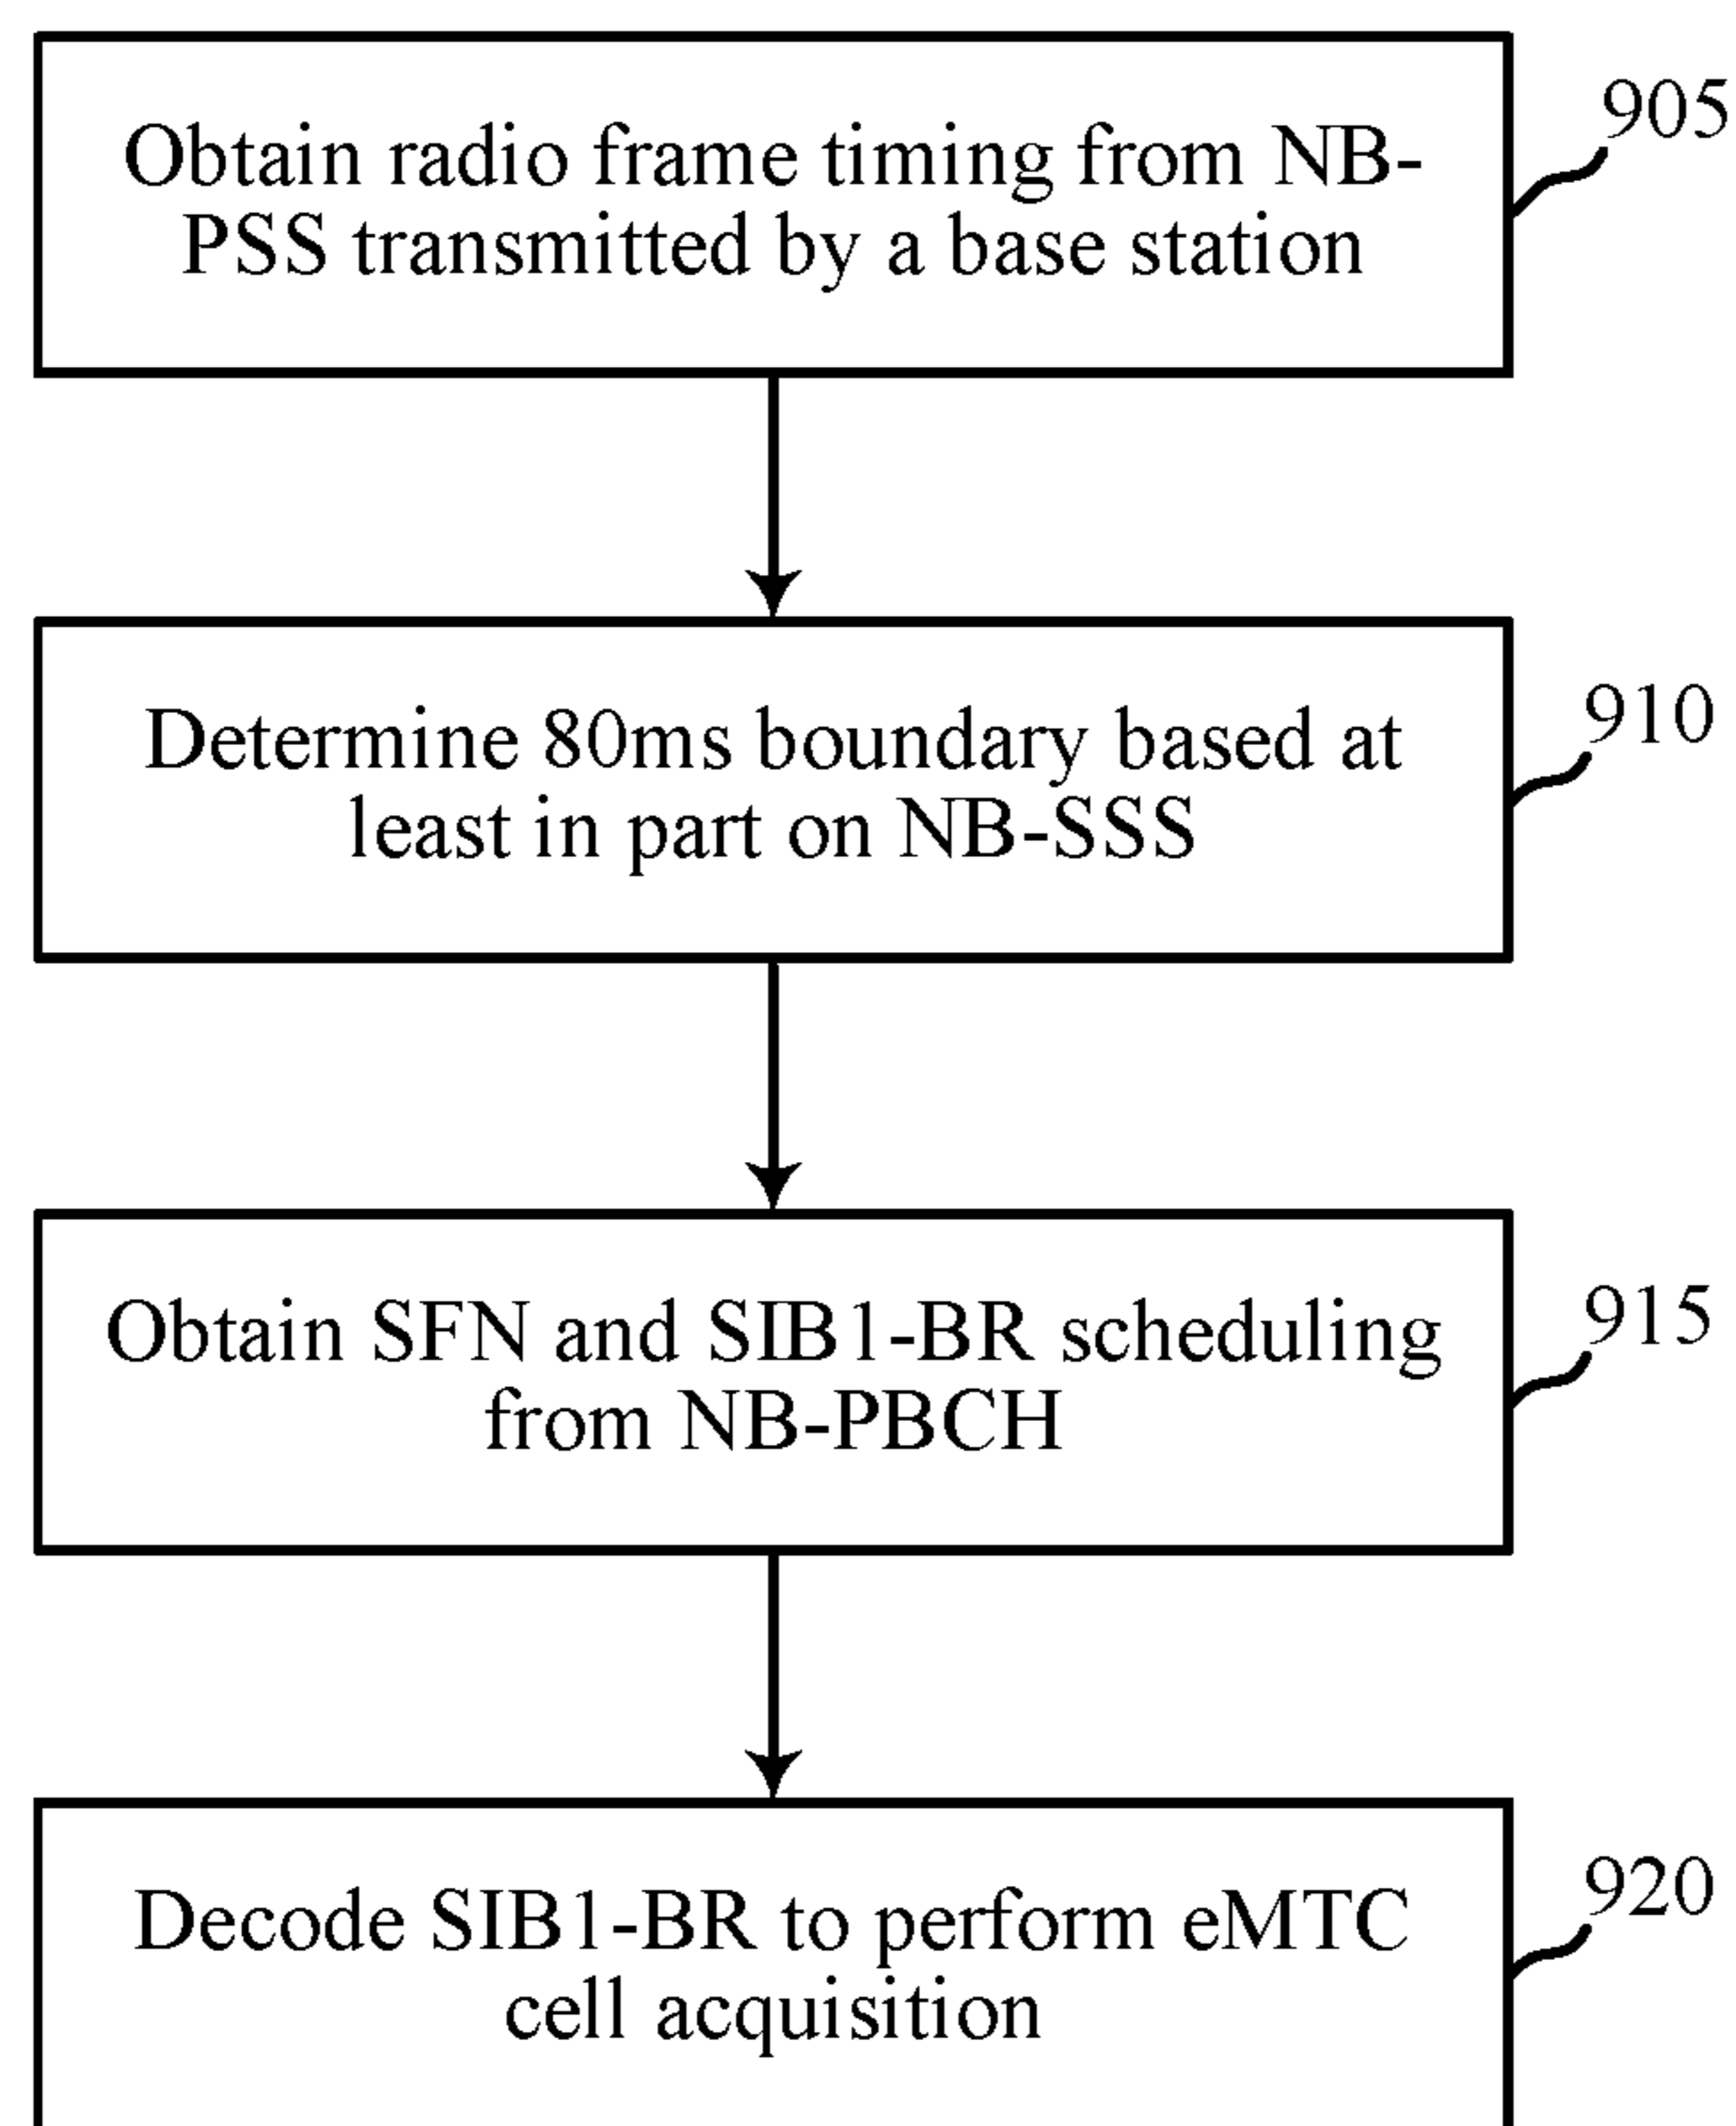 905
Obtain radio frame timing from NB-
PSS transmitted by a base station
910
Determine 80ms boundary based at
least in part on NB-SSS
915
Obtain SFN and SIB1-BR scheduling
from NB-PBCH
920
Decode SIB1-BR to perform eMTC
cell acquisition